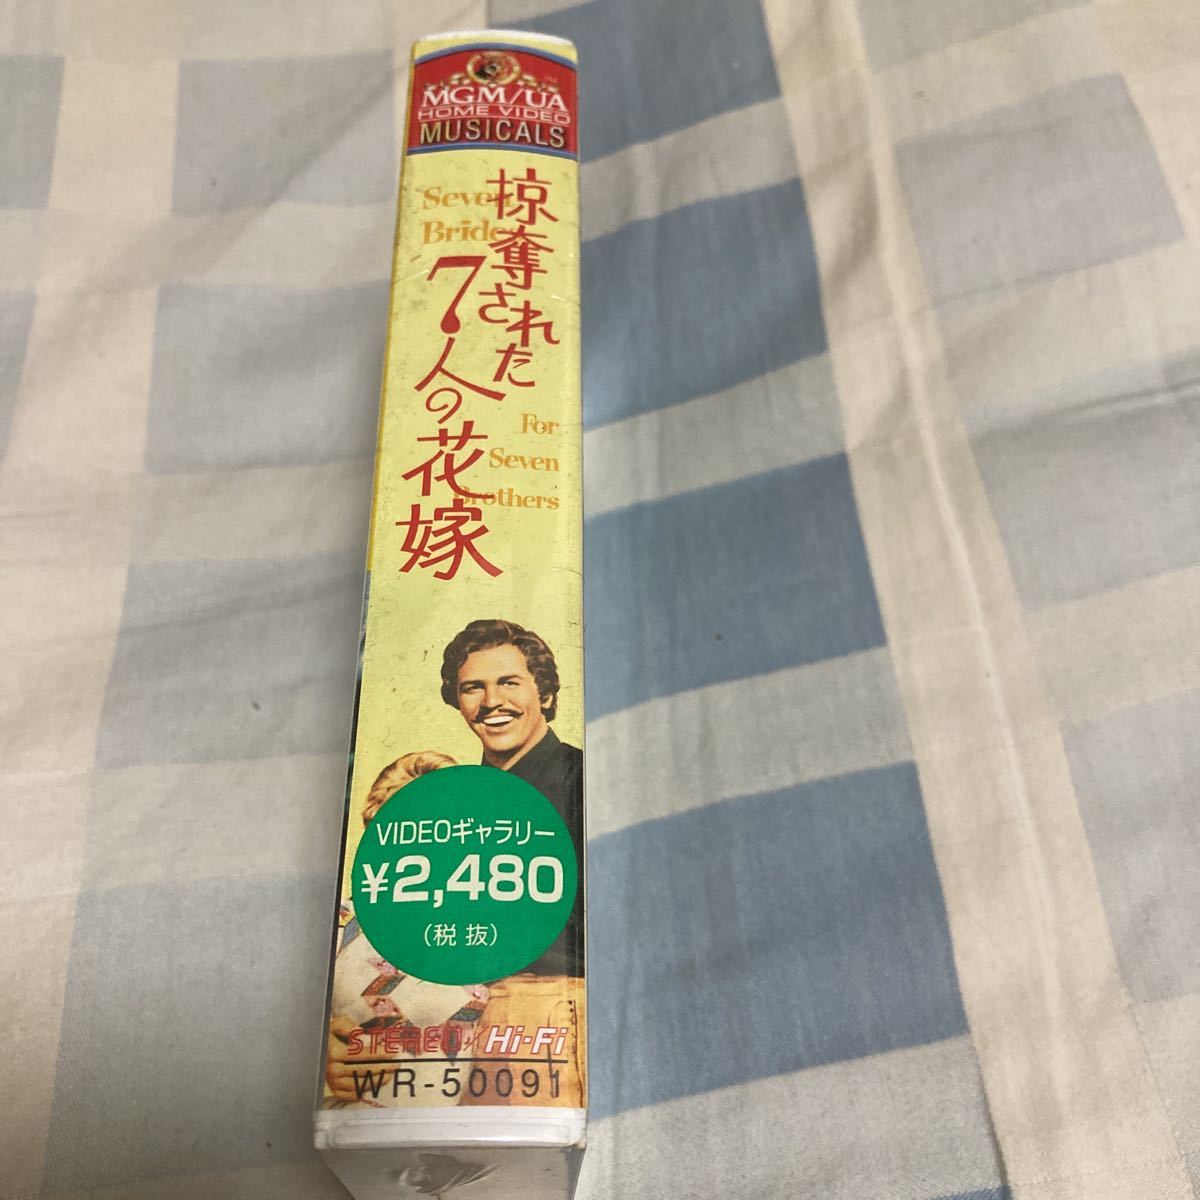 MGM/UA
HOME VIDEO
MUSICALS
掠奪された
7人の花嫁
Seven
Brides
For
Seven
Brothers
VIDEOギャラリー
¥2,480
(税抜)
STEREO Hi-Fi
WR-50091